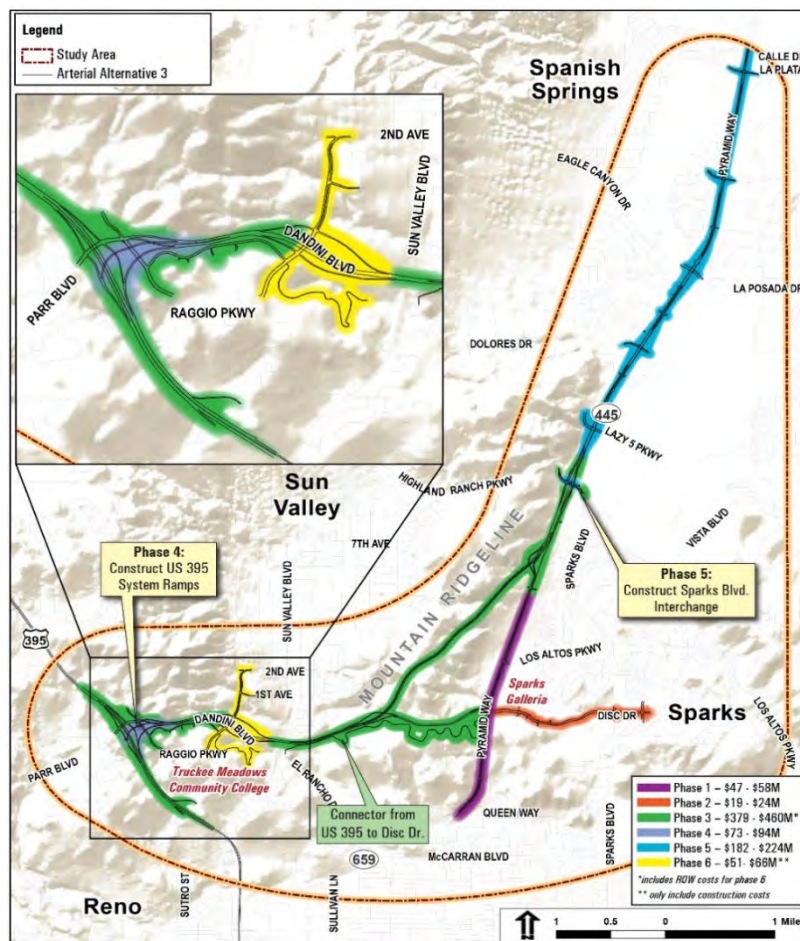 Legend
Study Area
Arterial Alternative 3
Spanish
Springs
CALLE DE
LA PLATA
PYRAMID WAY
EAGLE CANYON DR
2ND AVE
SUN VALLEY BLVD
DANDINI BLVD
PARR BLVD
RAGGIO PKWY
LA POSADA DR
DOLORES DR
445
LAZY 5 PKWY
Sun
Valley
HIGHLAND RANCH PKWY
7TH AVE
MOUNTAIN RIDGELINE
SPARKS BLVD
VISTA BLVD
Phase 4:
Construct US 395
System Ramps
Phase 5:
Construct Sparks Blvd.
Interchange
SUN VALLEY BLVD
395
LOS ALTOS PKWY
2ND AVE
1ST AVE
Sparks
Galleria
DANDINI BLVD
PYRAMID WAY
DISC DR
Sparks
LOS ALTOS PKWY
RAGGIO PKWY
PARR BLVD
Truckee Meadows
Community College
EL RANCHO
Connector from
US 395 to Disc Dr.
QUEEN WAY
659
McCARRAN BLVD
SPARKS BLVD
SUTRO ST
SULLIVAN LN
Reno
Phase 1 – $47 - $58M
Phase 2 – $19 - $24M
Phase 3 – $379 - $460M*
Phase 4 – $73 - $94M
Phase 5 – $182 - $224M
Phase 6 – $51- $66M**
*includes ROW costs for phase 6
** only include construction costs
1 0.5 0 1 Mile